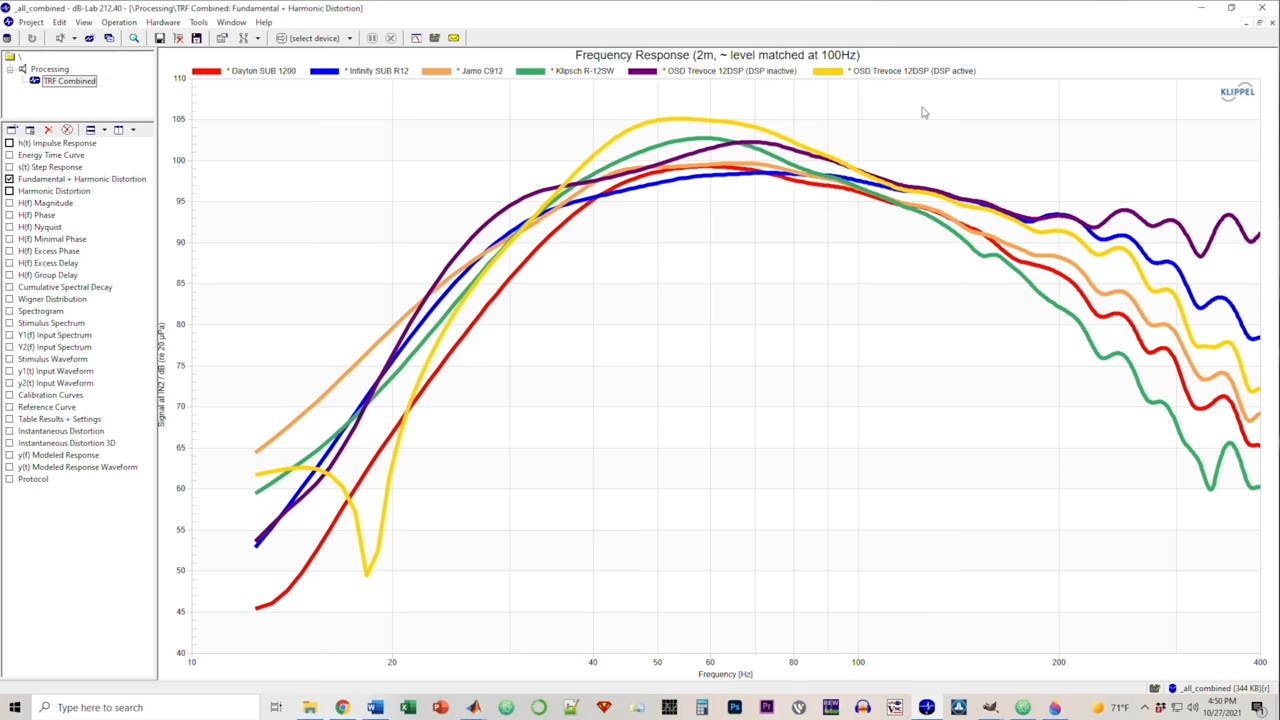 _all_combined - dB-Lab 212.40 - [\Processing\TRF Combined: Fundamental + Harmonic Distortion]
Project Edit View Operation Hardware Tools Window Help
(select device)
\
Processing
TRF Combined
h(t) Impulse Response
Energy Time Curve
s(t) Step Response
Fundamental + Harmonic Distortion
Harmonic Distortion
H(f) Magnitude
H(f) Phase
H(f) Nyquist
H(f) Minimal Phase
H(f) Excess Phase
H(f) Excess Delay
H(f) Group Delay
Cumulative Spectral Decay
Wigner Distribution
Spectrogram
Stimulus Spectrum
Y1(f) Input Spectrum
Y2(f) Input Spectrum
Stimulus Waveform
y1(t) Input Waveform
y2(t) Input Waveform
Calibration Curves
Reference Curve
Table Results + Settings
Instantaneous Distortion
Instantaneous Distortion 3D
y(f) Modeled Response
y(t) Modeled Response Waveform
Protocol
Frequency Response (2m, ~ level matched at 100Hz)
* Dayton SUB 1200 * Infinity SUB R12 * Jamo C912 * Klipsch R-12SW * OSD Trevoce 12DSP (DSP inactive) * OSD Trevoce 12DSP (DSP active)
KLIPPEL
110
105
100
95
90
85
80
75
70
65
60
55
50
45
40
Signal at IN2 / dB (re 20 µPa)
10 20 40 50 60 80 100 200 400
Frequency [Hz]
_all_combined (344 KB)[r]
Type here to search
71°F
4:50 PM
10/27/2021